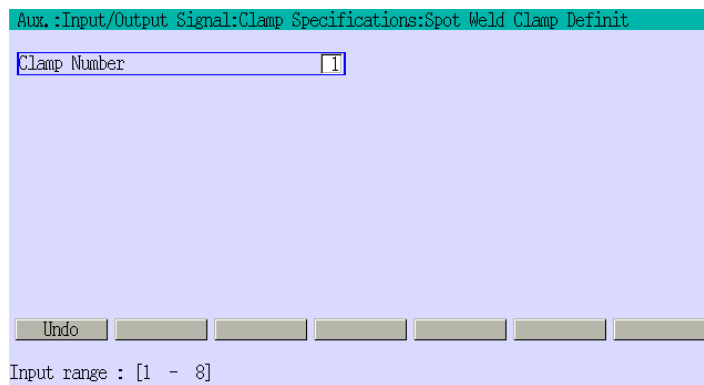 Aux.:Input/Output Signal:Clamp Specifications:Spot Weld Clamp Definit
Clamp Number 1
Undo
Input range : [1 - 8]